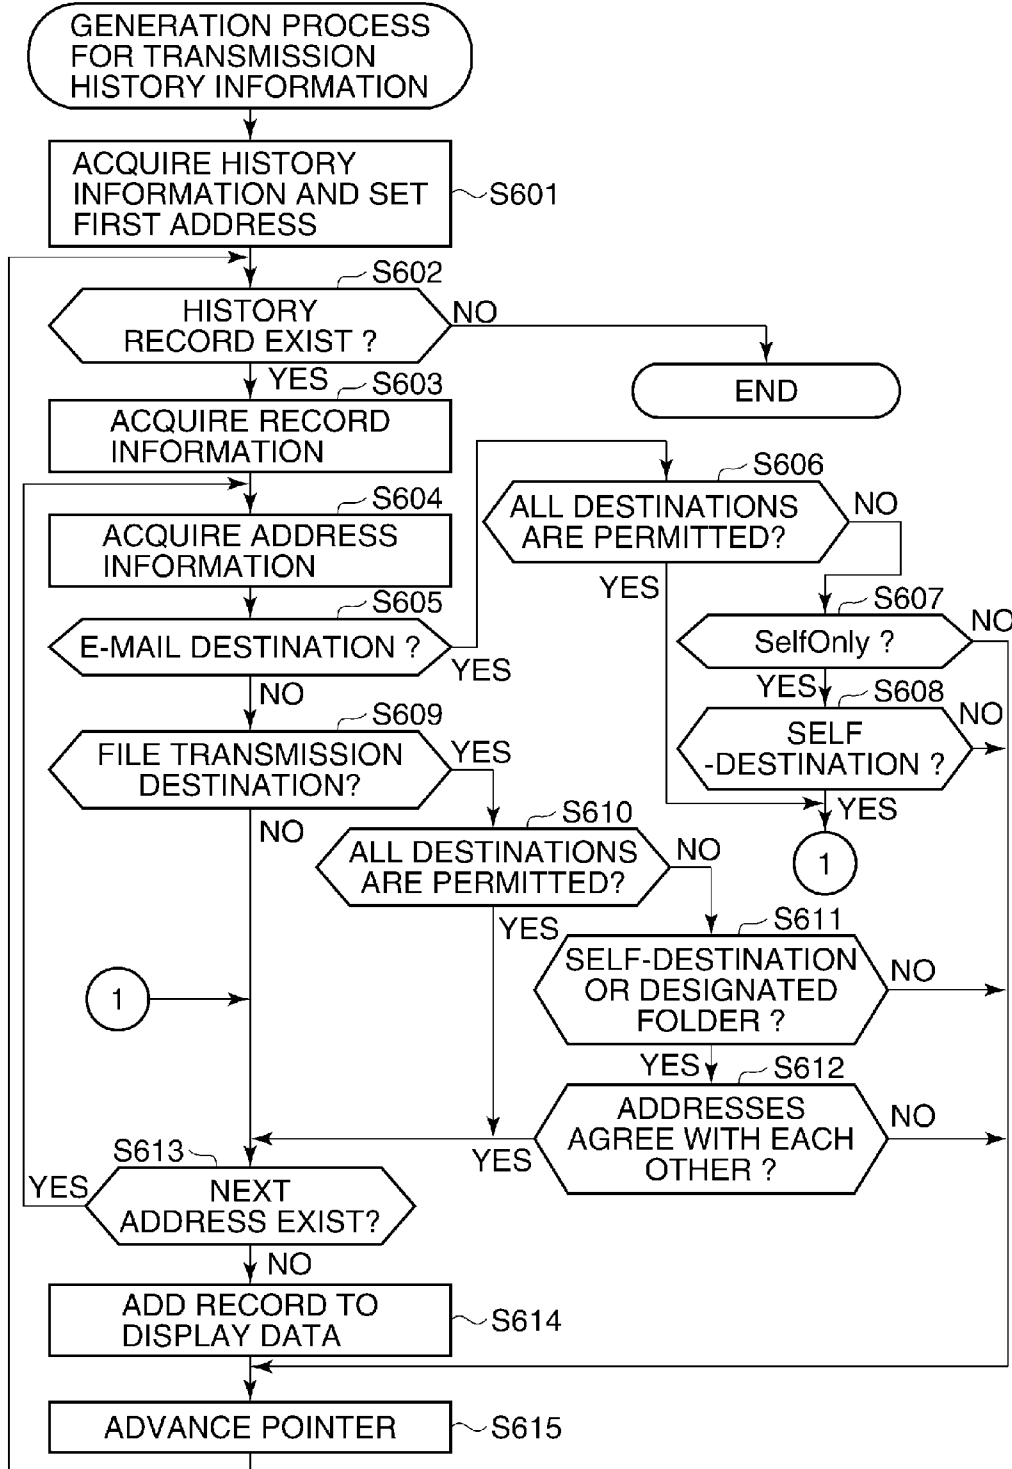 GENERATION PROCESS
FOR TRANSMISSION
HISTORY INFORMATION
ACQUIRE HISTORY
INFORMATION AND SET
FIRST ADDRESS
S601
S602
HISTORY
RECORD EXIST ?
NO
YES
END
S603
ACQUIRE RECORD
INFORMATION
S604
ACQUIRE ADDRESS
INFORMATION
S605
E-MAIL DESTINATION ?
YES
NO
S606
ALL DESTINATIONS
ARE PERMITTED?
NO
YES
S607
SelfOnly ?
NO
YES
S608
SELF
-DESTINATION ?
NO
YES
1
S609
FILE TRANSMISSION
DESTINATION?
YES
NO
S610
ALL DESTINATIONS
ARE PERMITTED?
NO
YES
S611
SELF-DESTINATION
OR DESIGNATED
FOLDER ?
NO
YES
1
S612
ADDRESSES
AGREE WITH EACH
OTHER ?
NO
YES
S613
NEXT
ADDRESS EXIST?
YES
NO
ADD RECORD TO
DISPLAY DATA
S614
ADVANCE POINTER
S615